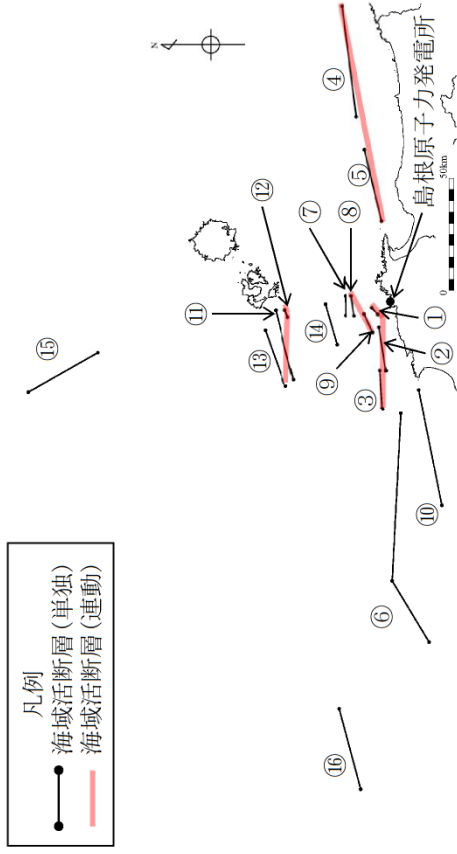 凡例
海域活断層(単独)
海域活断層(連動)
N
⑮
⑫
⑪
⑬
⑦
⑧
⑭
⑨
④
⑤
①
②
③
⑩
⑥
⑯
島根原子力発電所
0
50km